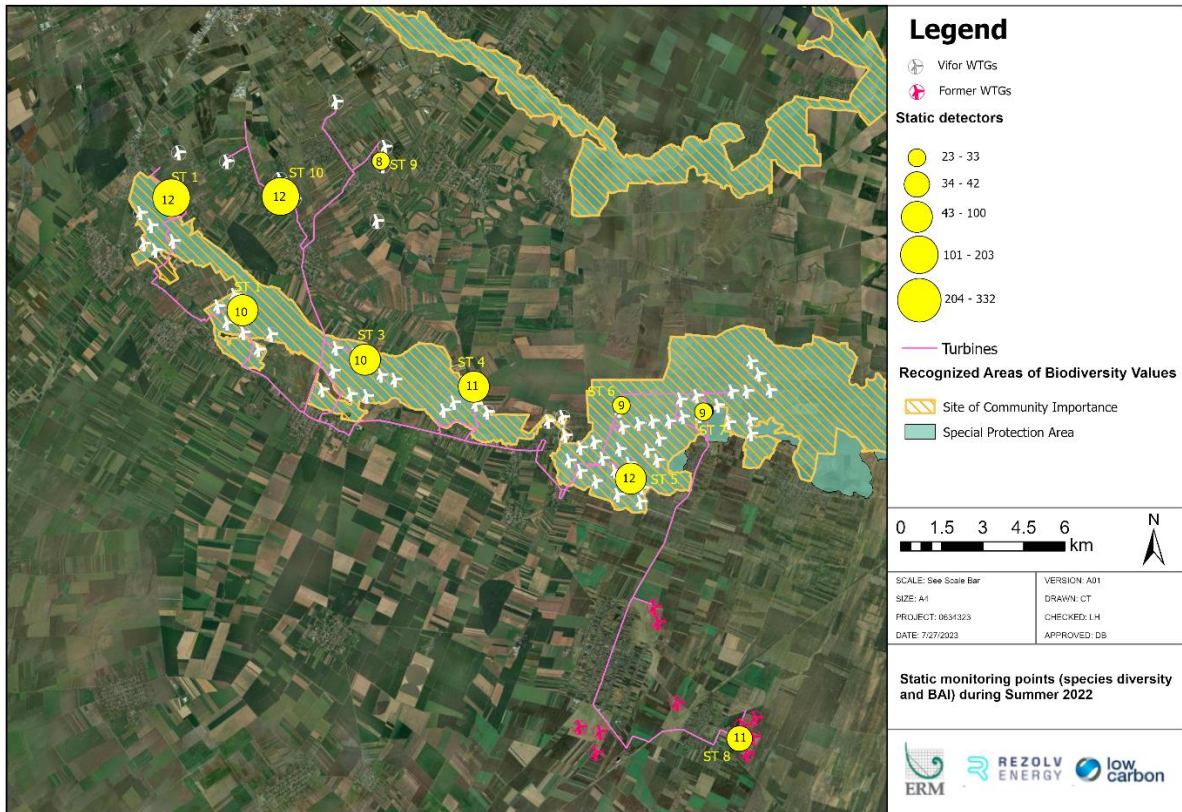 ST 1
12
ST 10
12
8
ST 9
ST 1
10
ST 3
10
ST 4
11
ST 6
9
9
ST 7
12
ST 5
11
ST 8
Legend
Vifor WTGs
Former WTGs
Static detectors
23 - 33
34 - 42
43 - 100
101 - 203
204 - 332
Turbines
Recognized Areas of Biodiversity Values
Site of Community Importance
Special Protection Area
0 1.5 3 4.5 6
km
N
SCALE: See Scale Bar
SIZE: A4
PROJECT: 0634323
DATE: 7/27/2023
VERSION: A01
DRAWN: CT
CHECKED: LH
APPROVED: DB
Static monitoring points (species diversity
and BAI) during Summer 2022
ERM
REZOLV
ENERGY
low
carbon